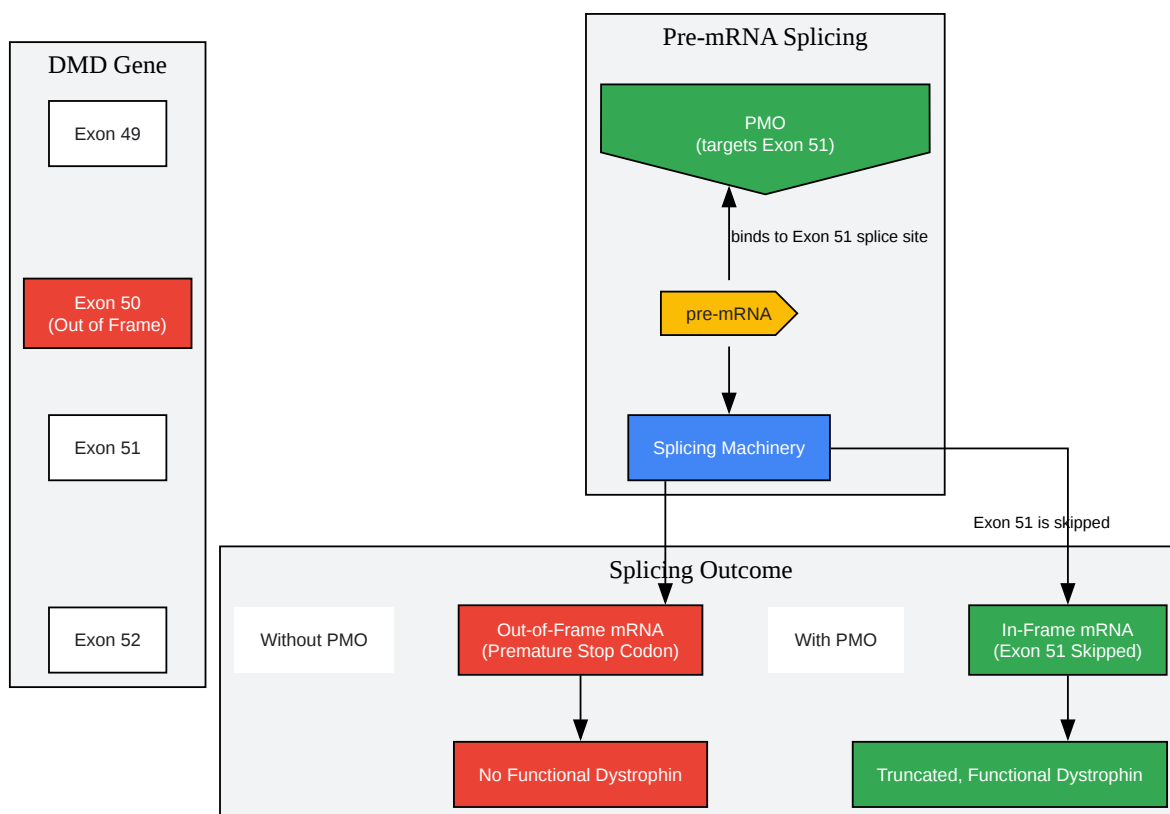 DMD Gene
Exon 49
Exon 50
(Out of Frame)
Exon 51
Exon 52
Pre-mRNA Splicing
PMO
(targets Exon 51)
binds to Exon 51 splice site
pre-mRNA
Splicing Machinery
Exon 51 is skipped
Splicing Outcome
Without PMO
Out-of-Frame mRNA
(Premature Stop Codon)
With PMO
In-Frame mRNA
(Exon 51 Skipped)
No Functional Dystrophin
Truncated, Functional Dystrophin